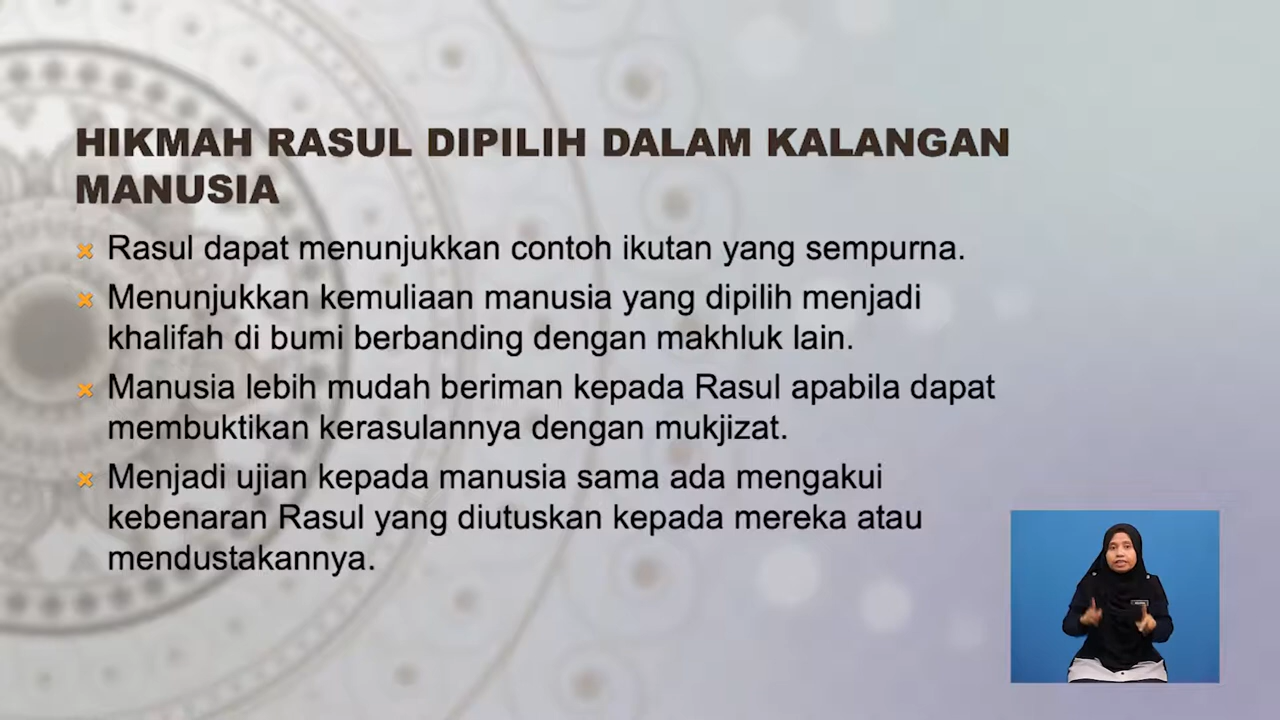 HIKMAH RASUL DIPILIH DALAM KALANGAN
MANUSIA
Rasul dapat menunjukkan contoh ikutan yang sempurna.
Menunjukkan kemuliaan manusia yang dipilih menjadi
khalifah di bumi berbanding dengan makhluk lain.
Manusia lebih mudah beriman kepada Rasul apabila dapat
membuktikan kerasulannya dengan mukjizat.
Menjadi ujian kepada manusia sama ada mengakui
kebenaran Rasul yang diutuskan kepada mereka atau
mendustakannya.